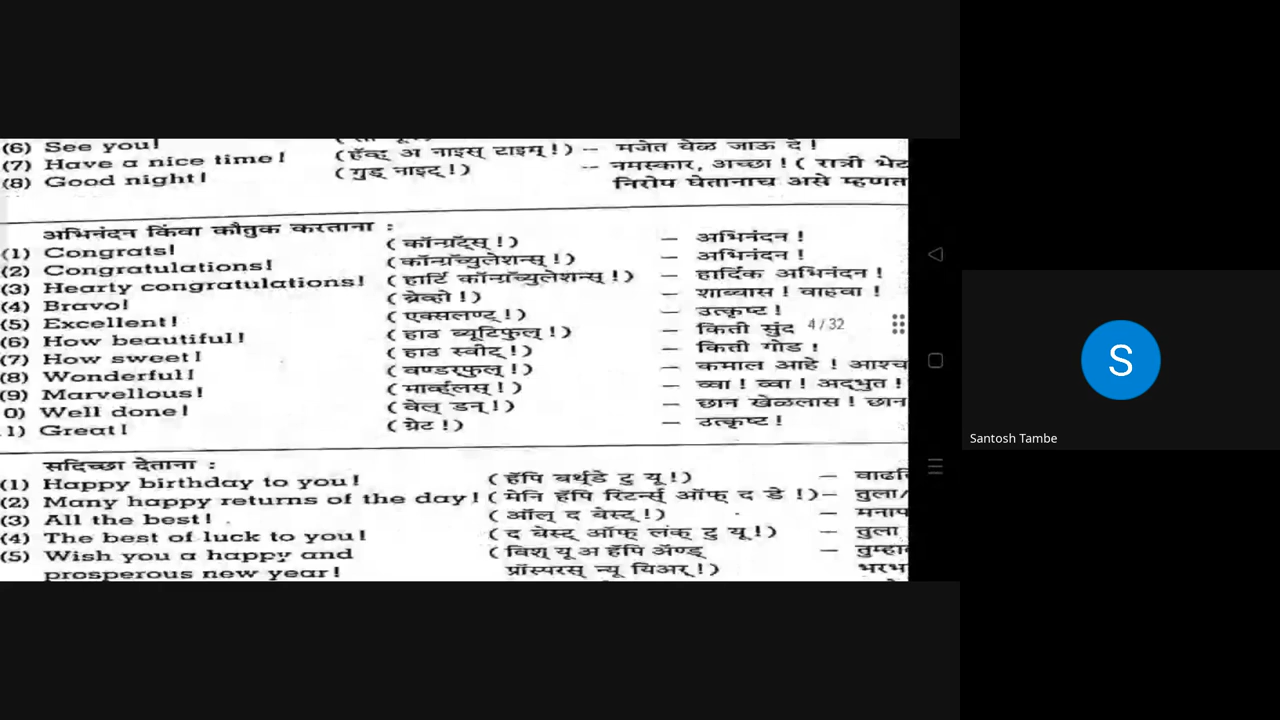 (6) See you!
(7) Have a nice time! (हॅव्ह् अ नाइस् टाइम् !) – मजेत वेळ जाऊ दे !
(8) Good night! (गुड् नाइट् !) -- नमस्कार, अच्छा ! ( रात्री भेट
निरोप घेतानाच असे म्हणत
अभिनंदन किंवा कौतुक करताना :
(1) Congrats! (कॉन्ग्रॅट्स् !) – अभिनंदन !
(2) Congratulations! (कॉन्ग्रॅच्युलेशन्स् !) – अभिनंदन !
(3) Hearty congratulations! (हार्टि कॉन्ग्रॅच्युलेशन्स् !) – हार्दिक अभिनंदन !
(4) Bravo! (ब्रेव्हो !) – शाब्बास ! वाहवा !
(5) Excellent! (एक्सलण्ट् !) – उत्कृष्ट !
(6) How beautiful! (हाउ ब्यूटिफुल् !) – किती सुंद 4 / 32
(7) How sweet! (हाउ स्वीट् !) – किती गोड !
(8) Wonderful! (वण्डरफुल् !) – कमाल आहे ! आश्च
(9) Marvellous! (मार्व्हलस् !) – व्वा ! व्वा ! अद्भुत !
0) Well done! (वेल् डन् !) – छान खेळलास ! छान
1) Great! (ग्रेट !) – उत्कृष्ट !
सदिच्छा देताना :
(1) Happy birthday to you! (हॅपि बर्थ्डे टु यू !) – वाढदि
(2) Many happy returns of the day! (मेनि हॅपि रिटर्न्स् ऑफ् द डे !) – तुला/
(3) All the best! (ऑल् द बेस्ट् !) – मनाप
(4) The best of luck to you! (द बेस्ट् ऑफ् लक् टु यू !) – तुला
(5) Wish you a happy and (विश् यू अ हॅपि ॲण्ड् – तुम्हा
prosperous new year! प्रॉस्परस् न्यू यिअर् !) भरभ
S
Santosh Tambe